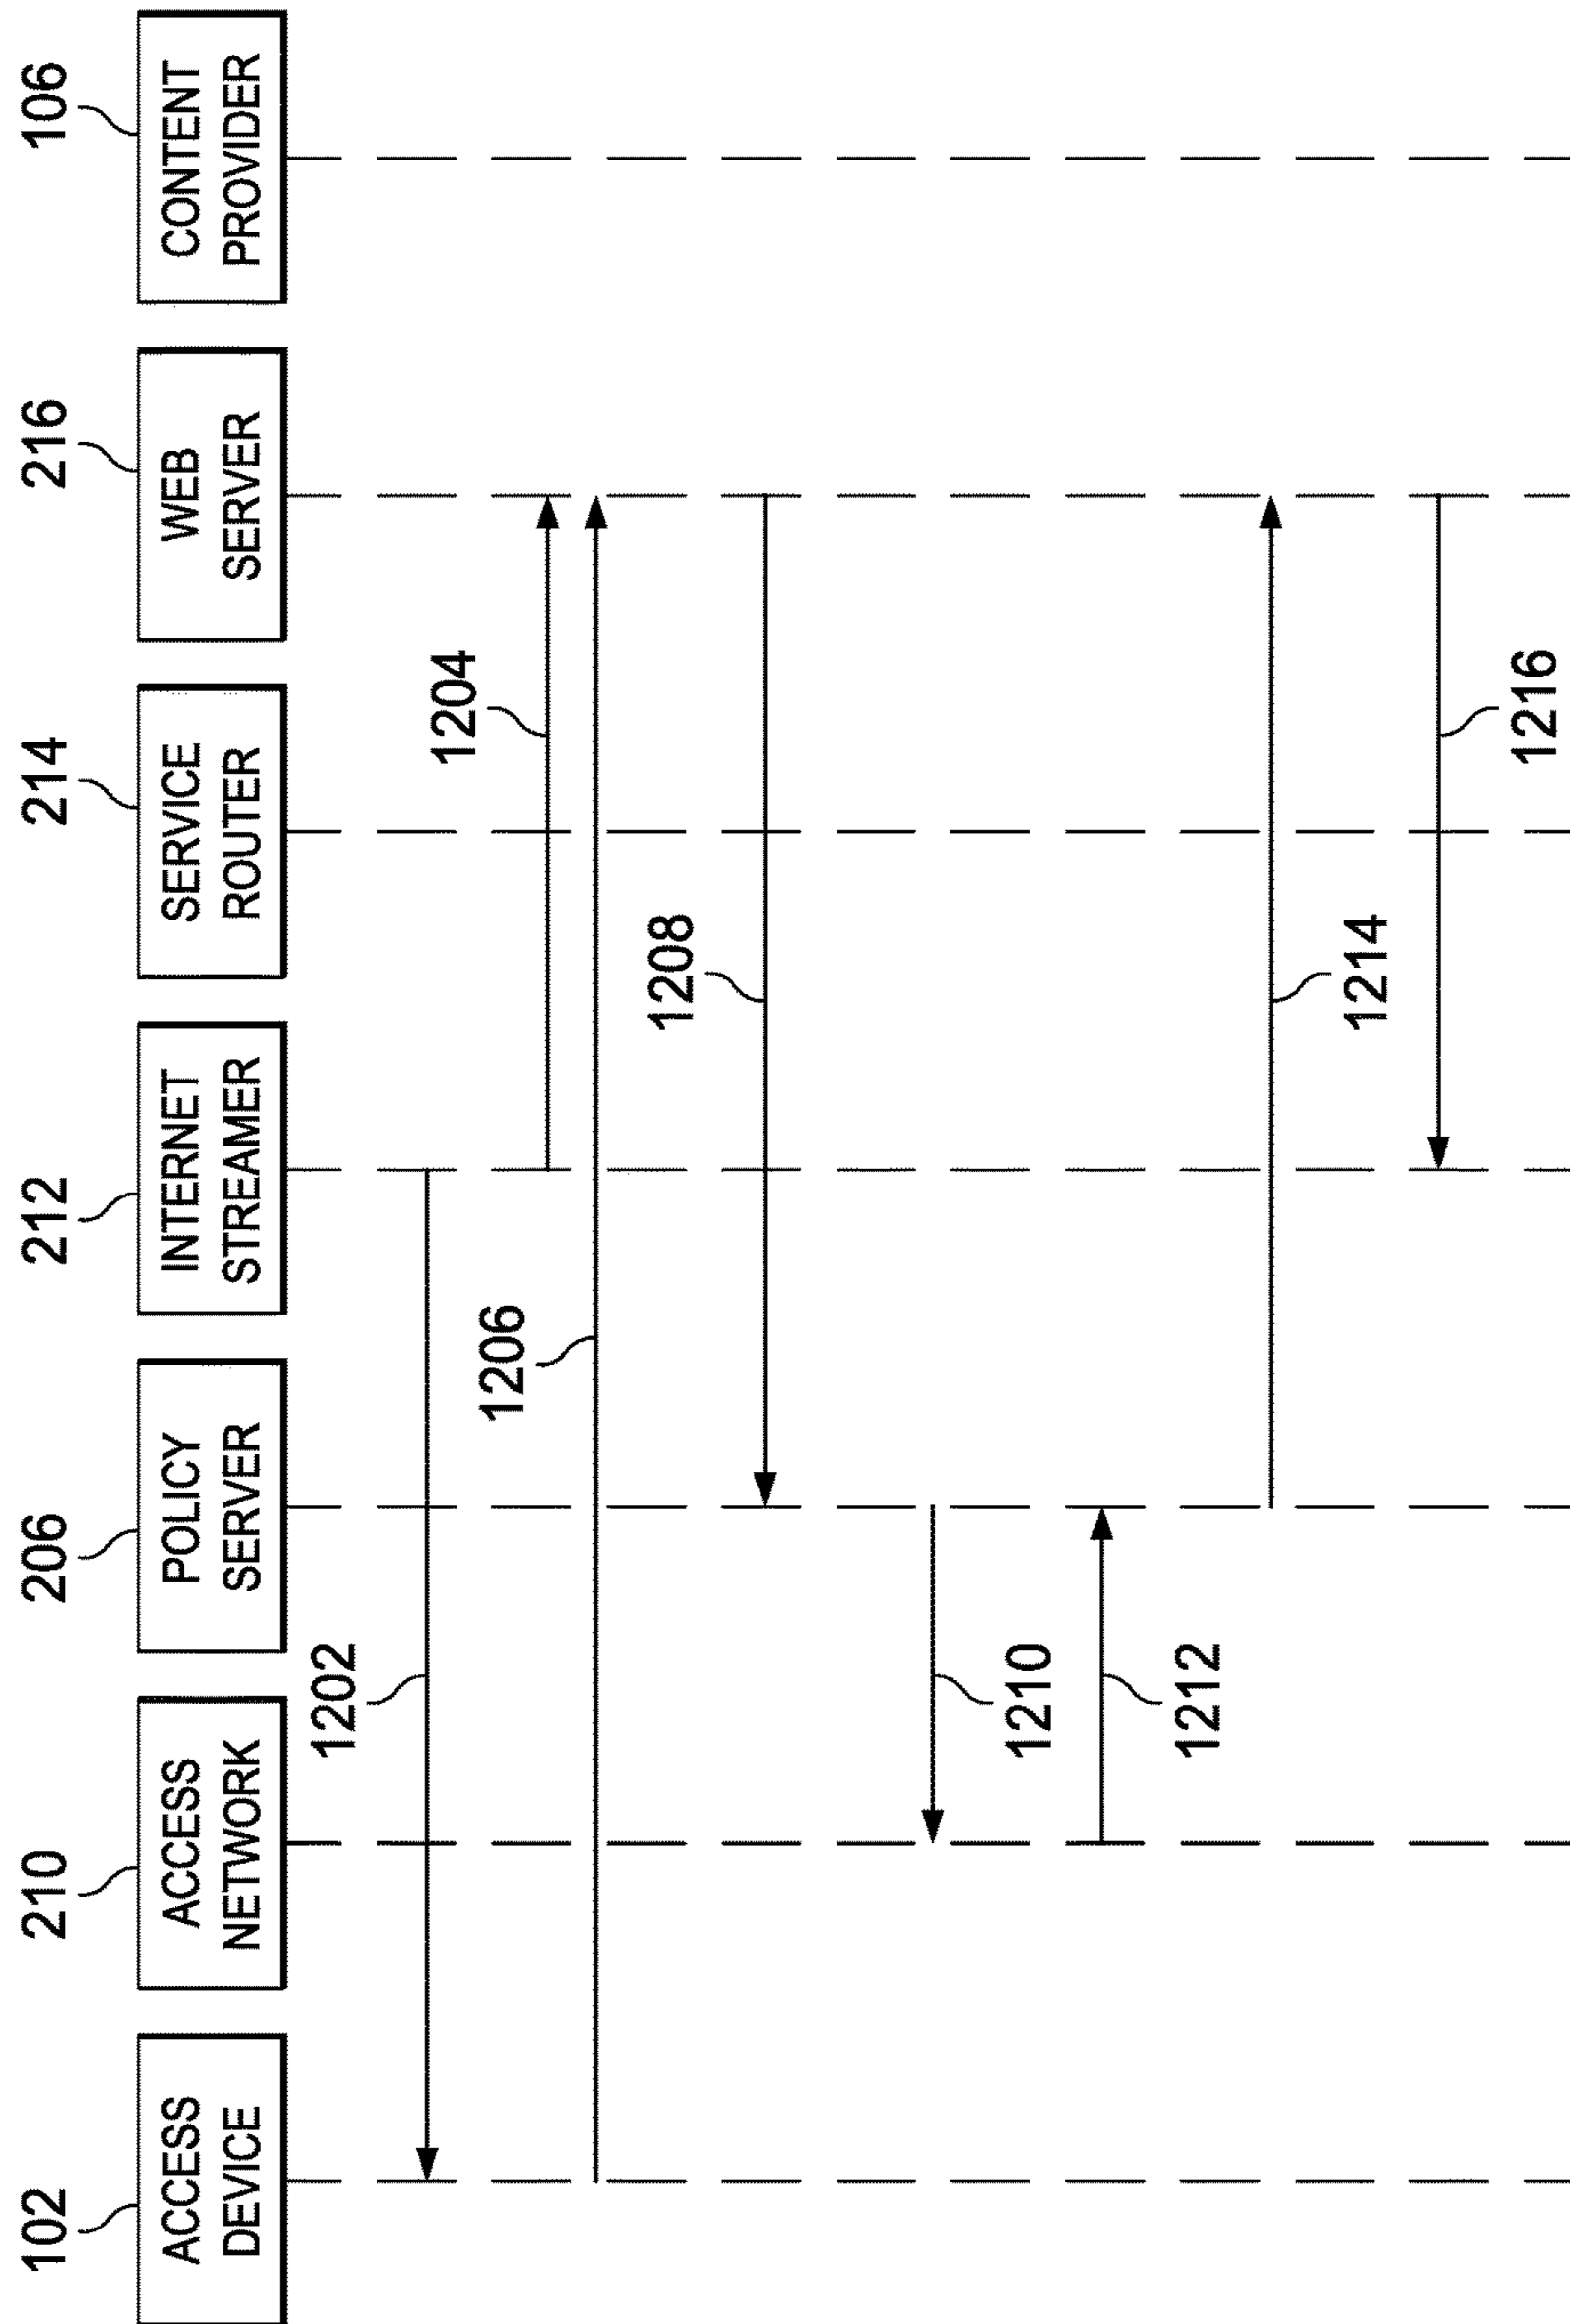 102
ACCESS
DEVICE
210
ACCESS
NETWORK
206
POLICY
SERVER
212
INTERNET
STREAMER
214
SERVICE
ROUTER
216
WEB
SERVER
106
CONTENT
PROVIDER
1202
1204
1206
1208
1210
1212
1214
1216